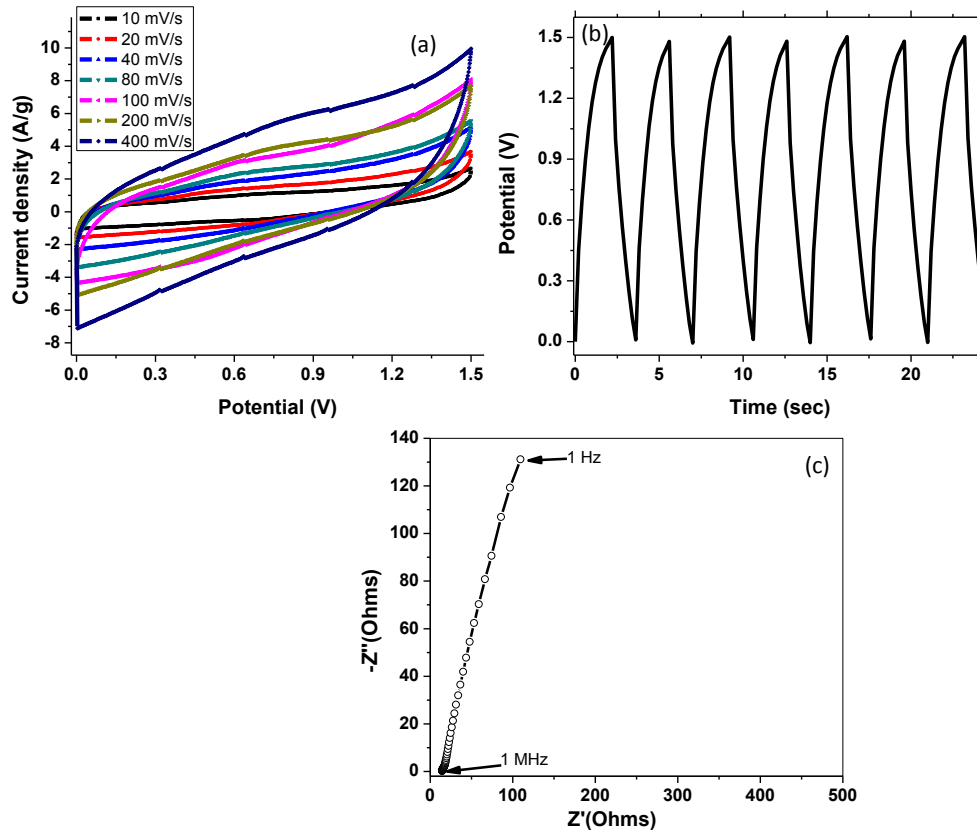 10 mV/s
20 mV/s
40 mV/s
80 mV/s
100 mV/s
200 mV/s
400 mV/s
(a)
10
8
6
4
2
0
-2
-4
-6
-8
Current density (A/g)
0.0 0.3 0.6 0.9 1.2 1.5
Potential (V)
(b)
1.5
1.2
0.9
0.6
0.3
0.0
Potential (V)
0 5 10 15 20
Time (sec)
(c)
140
120
100
80
60
40
20
0
-Z''(Ohms)
1 Hz
1 MHz
0 100 200 300 400 500
Z'(Ohms)